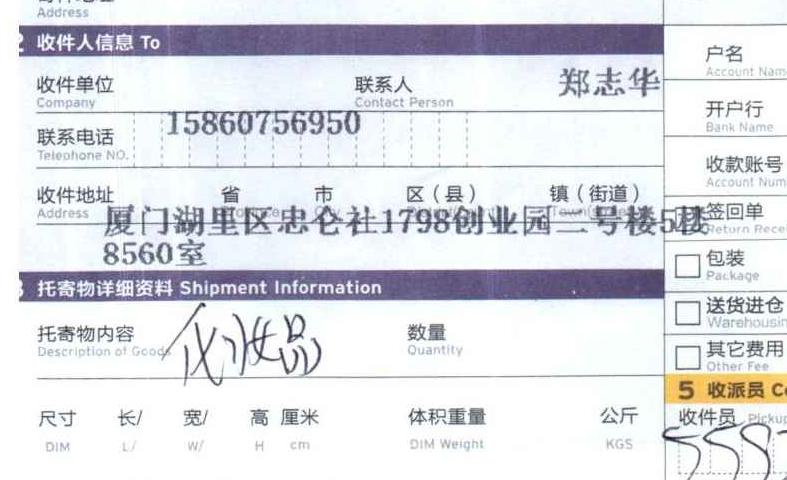 Address
2 收件人信息 To
收件单位 联系人 郑志华
Company Contact Person
联系电话 15860756950
Telephone NO.
收件地址 省 市 区（县） 镇（街道）
Address
厦门湖里区忠仑社1798创业园二号楼5楼
8560室
托寄物详细资料 Shipment Information
托寄物内容 化妆品 数量
Description of Goods Quantity
尺寸 长/ 宽/ 高 厘米 体积重量 公斤
DIM L/ W/ H cm DIM Weight KGS
户名
Account Nam
开户行
Bank Name
收款账号
Account Num
签回单
Return Rece
包装
Package
送货进仓
Warehousin
其它费用
Other Fee
5 收派员 C
收件员 Pickup